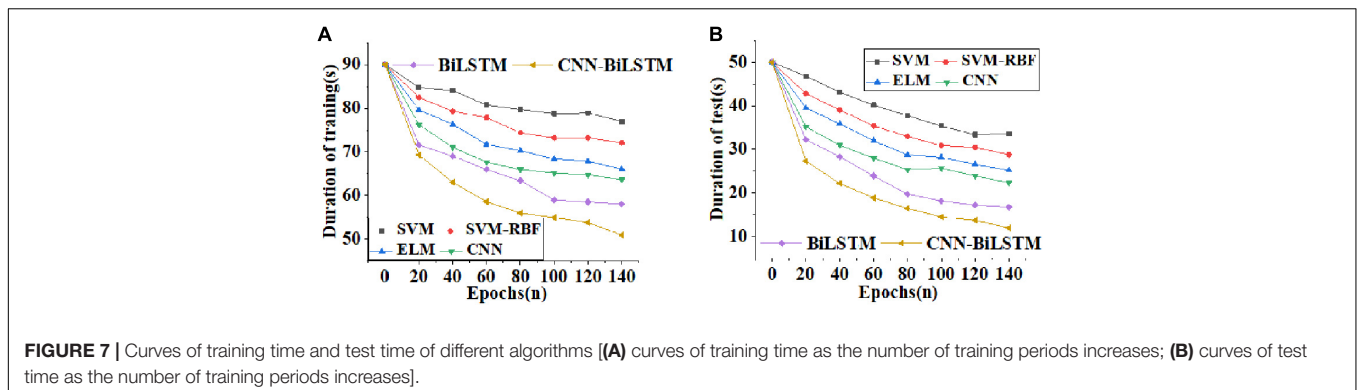 A
90
80
70
60
50
Duration of traning(s)
BiLSTM CNN-BiLSTM
SVM SVM-RBF
ELM CNN
0 20 40 60 80 100 120 140
Epochs(n)
B
50
40
30
20
10
Duration of test(s)
SVM SVM-RBF
ELM CNN
BiLSTM CNN-BiLSTM
0 20 40 60 80 100 120 140
Epochs(n)
FIGURE 7 | Curves of training time and test time of different algorithms [(A) curves of training time as the number of training periods increases; (B) curves of test
time as the number of training periods increases].